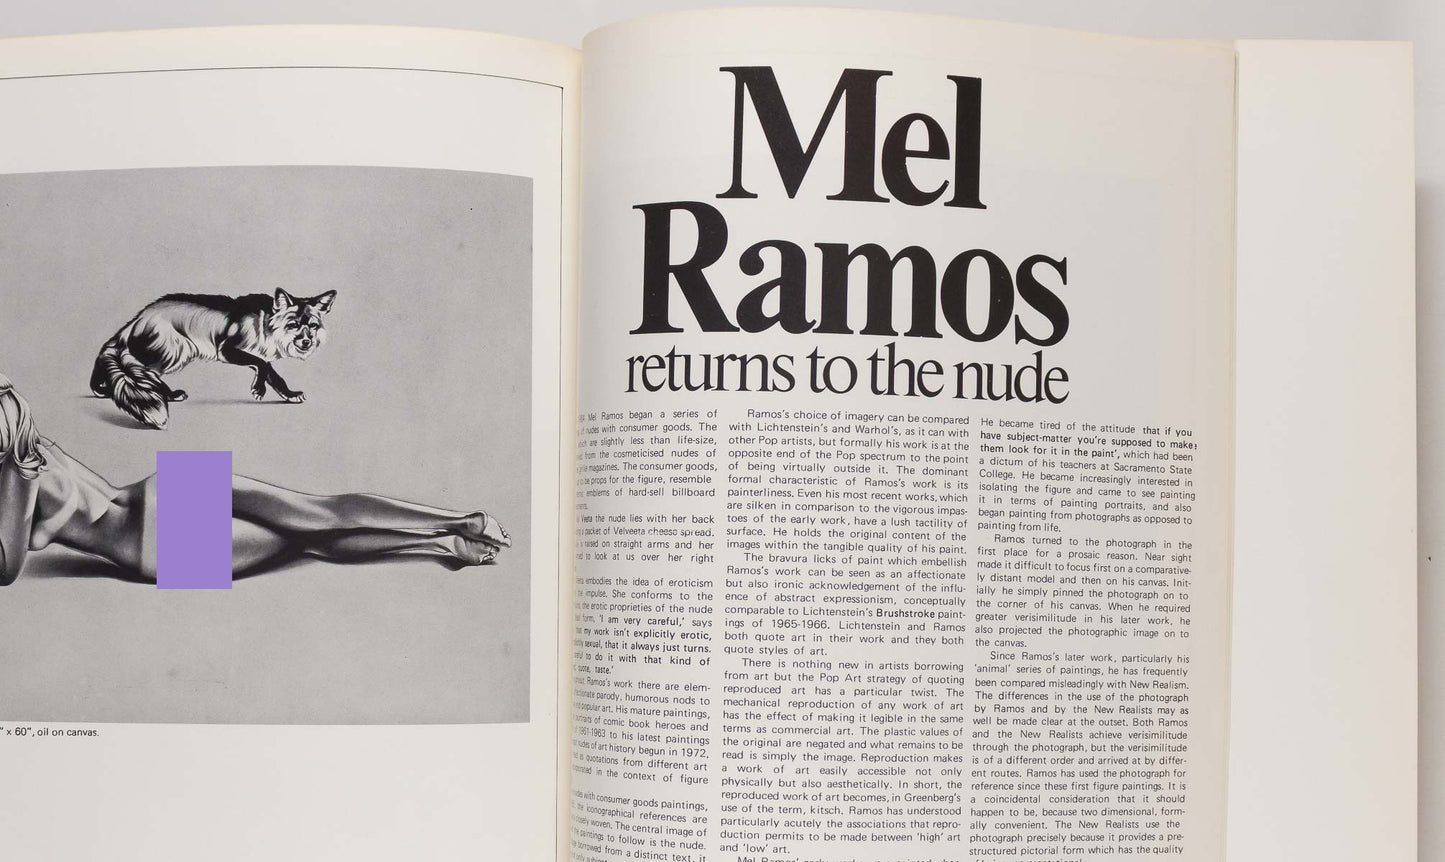 " x 60", oil on canvas.
Mel
Ramos
returns to the nude
Mel Ramos began a series of
nudes with consumer goods. The
are slightly less than life-size,
from the cosmeticised nudes of
magazines. The consumer goods,
to be props for the figure, resemble
emblems of hard-sell billboard
Veeta the nude lies with her back
a packet of Velveeta cheese spread.
raised on straight arms and her
to look at us over her right
embodies the idea of eroticism
impulse. She conforms to the
the erotic proprieties of the nude
form, 'I am very careful,' says
my work isn't explicitly erotic,
sexual, that it always just turns.
to do it with that kind of
quote, taste.'
Ramos's work there are elem-
parody, humorous nods to
popular art. His mature paintings,
portraits of comic book heroes and
1961-1963 to his latest paintings
nudes of art history begun in 1972,
as quotations from different art
in the context of figure
with consumer goods paintings,
the iconographical references are
closely woven. The central image of
the paintings to follow is the nude.
borrowed from a distinct text, it
Ramos's choice of imagery can be compared
with Lichtenstein's and Warhol's, as it can with
other Pop artists, but formally his work is at the
opposite end of the Pop spectrum to the point
of being virtually outside it. The dominant
formal characteristic of Ramos's work is its
painterliness. Even his most recent works, which
are silken in comparison to the vigorous impas-
toes of the early work, have a lush tactility of
surface. He holds the original content of the
images within the tangible quality of his paint.
The bravura licks of paint which embellish
Ramos's work can be seen as an affectionate
but also ironic acknowledgement of the influ-
ence of abstract expressionism, conceptually
comparable to Lichtenstein's Brushstroke paint-
ings of 1965-1966. Lichtenstein and Ramos
both quote art in their work and they both
quote styles of art.
There is nothing new in artists borrowing
from art but the Pop Art strategy of quoting
reproduced art has a particular twist. The
mechanical reproduction of any work of art
has the effect of making it legible in the same
terms as commercial art. The plastic values of
the original are negated and what remains to be
read is simply the image. Reproduction makes
a work of art easily accessible not only
physically but also aesthetically. In short, the
reproduced work of art becomes, in Greenberg's
use of the term, kitsch. Ramos has understood
particularly acutely the associations that repro-
duction permits to be made between 'high' art
and 'low' art.
He became tired of the attitude that if you
have subject-matter you're supposed to make
them look for it in the paint', which had been
a dictum of his teachers at Sacramento State
College. He became increasingly interested in
isolating the figure and came to see painting
it in terms of painting portraits, and also
began painting from photographs as opposed to
painting from life.
Ramos turned to the photograph in the
first place for a prosaic reason. Near sight
made it difficult to focus first on a comparative-
ly distant model and then on his canvas. Init-
ially he simply pinned the photograph on to
the corner of his canvas. When he required
greater verisimilitude in his later work, he
also projected the photographic image on to
the canvas.
Since Ramos's later work, particularly his
'animal' series of paintings, he has frequently
been compared misleadingly with New Realism.
The differences in the use of the photograph
by Ramos and by the New Realists may as
well be made clear at the outset. Both Ramos
and the New Realists achieve verisimilitude
through the photograph, but the verisimilitude
is of a different order and arrived at by differ-
ent routes. Ramos has used the photograph for
reference since these first figure paintings. It is
a coincidental consideration that it should
happen to be, because two dimensional, form-
ally convenient. The New Realists use the
photograph precisely because it provides a pre-
structured pictorial form which has the quality